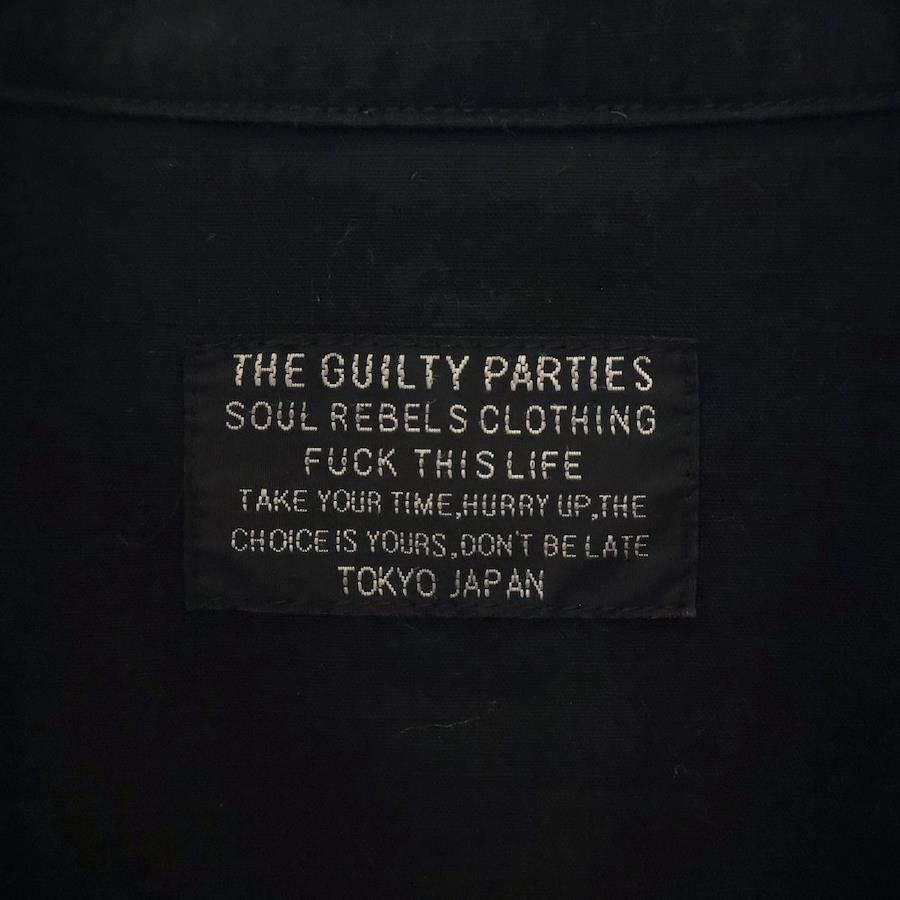 THE GUILTY PARTIES
SOUL REBELS CLOTHING
FUCK THIS LIFE
TAKE YOUR TIME,HURRY UP,THE
CHOICE IS YOURS,DON'T BE LATE
TOKYO JAPAN